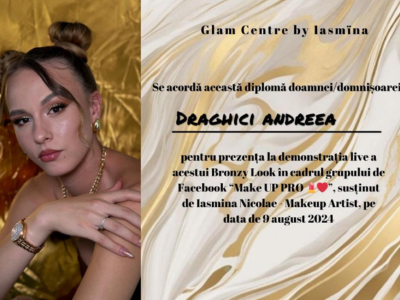 Glam Centre by Iasmina
Se acordă această diplomă doamnei/domnișoarei
DRAGHICI ANDREEA
pentru prezența la demonstrația live a
acestui Bronzy Look în cadrul grupului de
Facebook “Make UP PRO 💄❤️”, susținut
de Iasmina Nicolae - Makeup Artist, pe
data de 9 august 2024